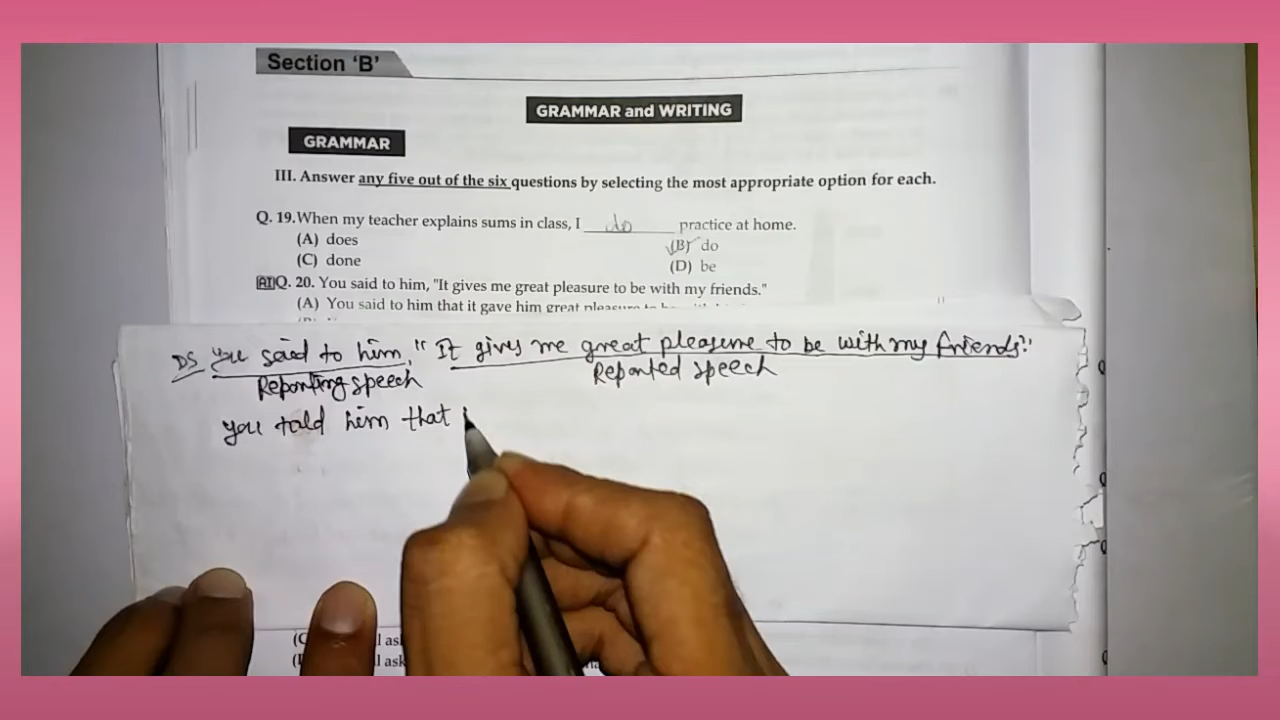 Section 'B'
GRAMMAR and WRITING
GRAMMAR
III. Answer any five out of the six questions by selecting the most appropriate option for each.
Q. 19. When my teacher explains sums in class, I do practice at home.
(A) does (B) do
(C) done (D) be
AI Q. 20. You said to him, "It gives me great pleasure to be with my friends."
(A) You said to him that it gave him great pleasure to
DS You said to him, "It gives me great pleasure to be with my friends."
Reporting speech Reported speech
you told him that